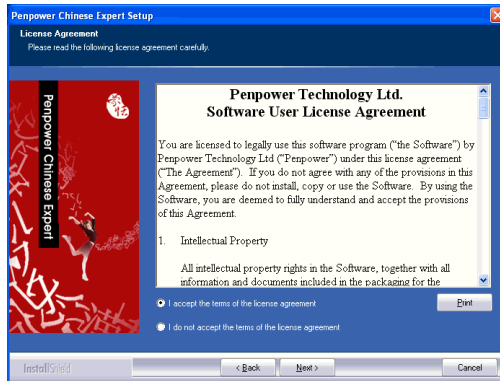 Penpower Chinese Expert Setup
License Agreement
Please read the following license agreement carefully.
Penpower Chinese Expert
Penpower Technology Ltd.
Software User License Agreement
You are licensed to legally use this software program ("the Software") by
Penpower Technology Ltd ("Penpower") under this license agreement
("The Agreement"). If you do not agree with any of the provisions in this
Agreement, please do not install, copy or use the Software. By using the
Software, you are deemed to fully understand and accept the provisions
of this Agreement.
1. Intellectual Property
All intellectual property rights in the Software, together with all
information and documents included in the packaging for the
I accept the terms of the license agreement
Print
I do not accept the terms of the license agreement
InstallShield
< Back
Next >
Cancel